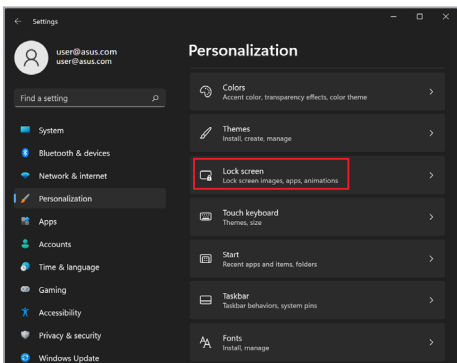 Settings
user@asus.com
user@asus.com
Find a setting
System
Bluetooth & devices
Network & internet
Personalization
Apps
Accounts
Time & language
Gaming
Accessibility
Privacy & security
Windows Update
Personalization
Colors
Accent color, transparency effects, color theme
Themes
Install, create, manage
Lock screen
Lock screen images, apps, animations
Touch keyboard
Themes, size
Start
Recent apps and items, folders
Taskbar
Taskbar behaviors, system pins
Fonts
Install, manage